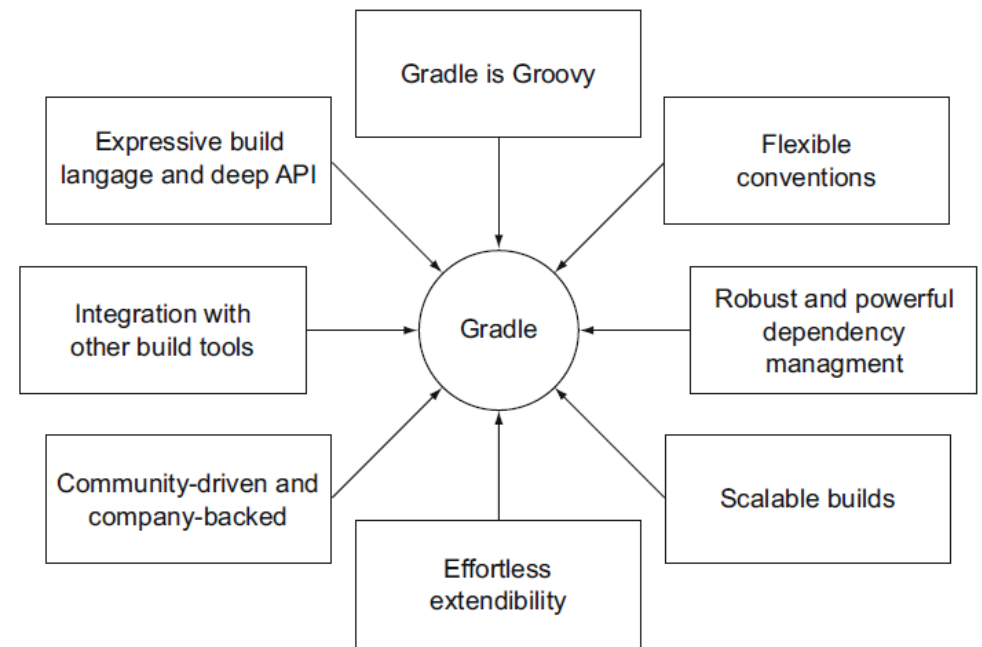 Gradle is Groovy
Expressive build
langage and deep API
Flexible
conventions
Integration with
other build tools
Gradle
Robust and powerful
dependency
managment
Community-driven and
company-backed
Scalable builds
Effortless
extendibility